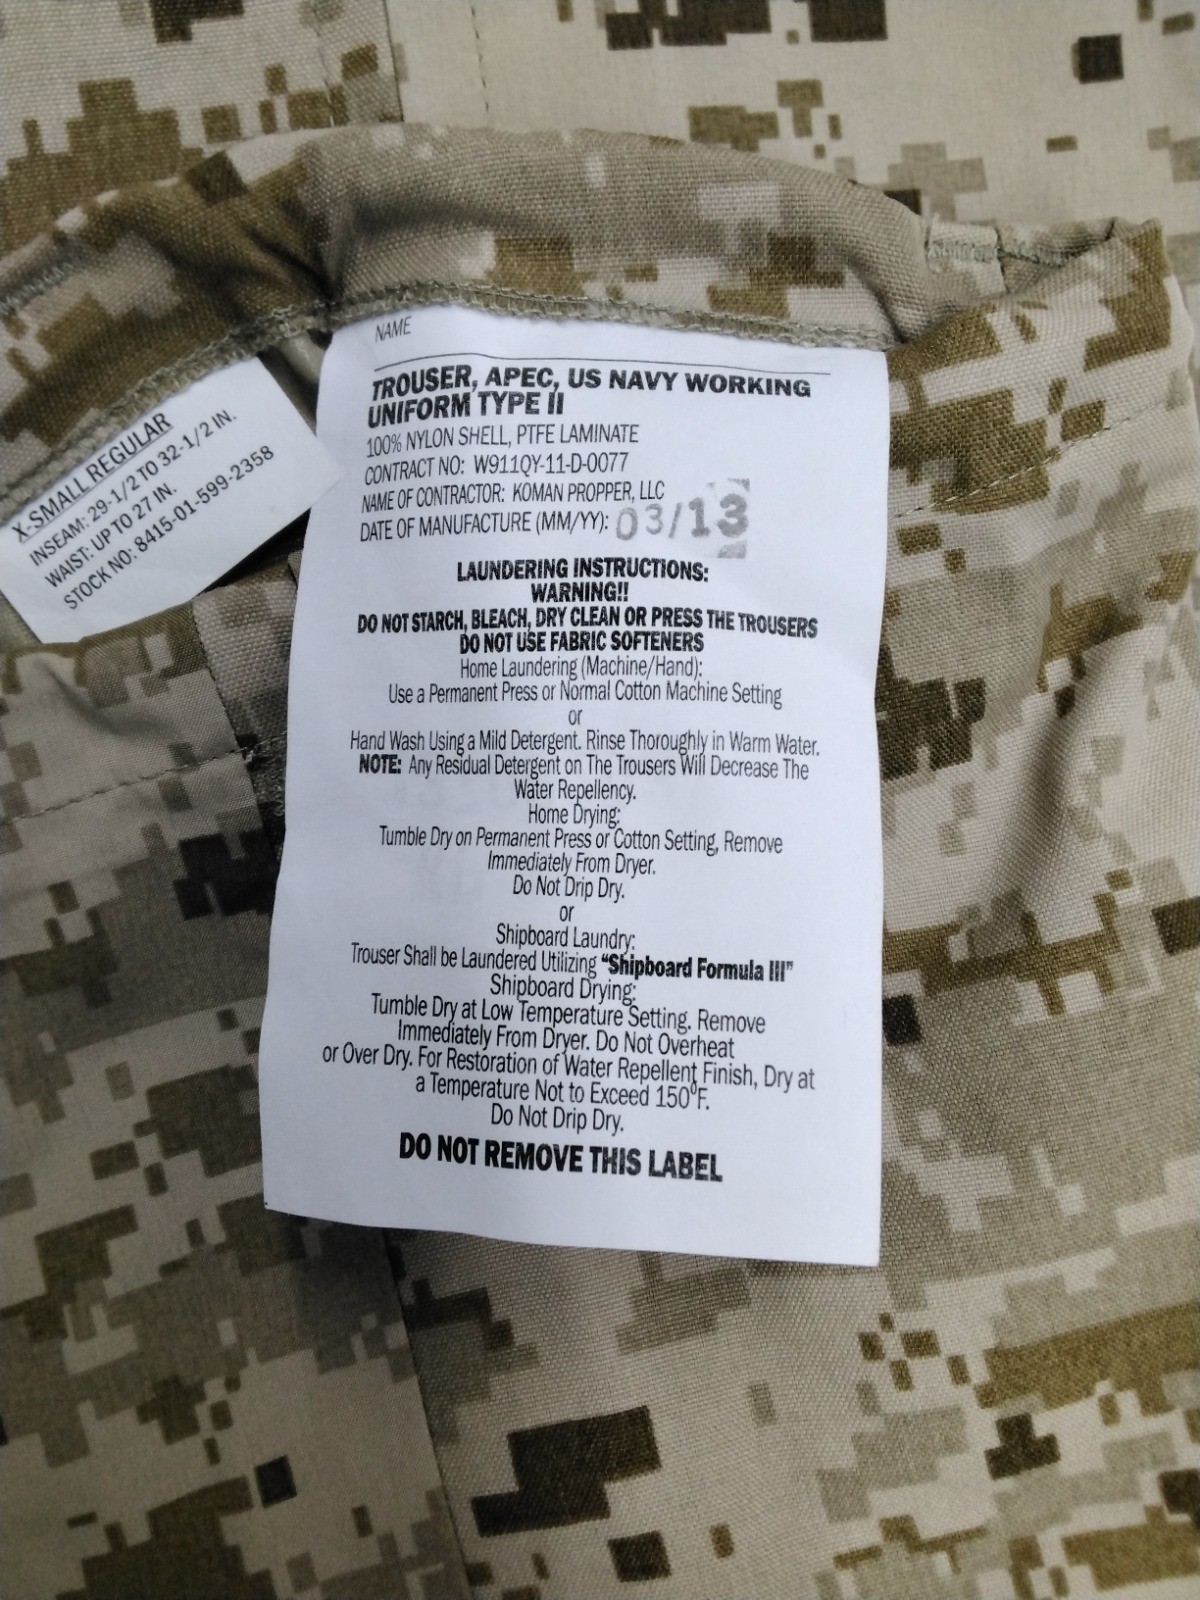 X-SMALL REGULAR
INSEAM: 29-1/2 TO 32-1/2 IN.
WAIST: UP TO 27 IN.
STOCK NO: 8415-01-599-2358
NAME
TROUSER, APEC, US NAVY WORKING
UNIFORM TYPE II
100% NYLON SHELL, PTFE LAMINATE
CONTRACT NO: W911QY-11-D-0077
NAME OF CONTRACTOR: KOMAN PROPPER, LLC
DATE OF MANUFACTURE (MM/YY): 03/13
LAUNDERING INSTRUCTIONS:
WARNING!!
DO NOT STARCH, BLEACH, DRY CLEAN OR PRESS THE TROUSERS
DO NOT USE FABRIC SOFTENERS
Home Laundering (Machine/Hand):
Use a Permanent Press or Normal Cotton Machine Setting
or
Hand Wash Using a Mild Detergent. Rinse Thoroughly in Warm Water.
NOTE: Any Residual Detergent on The Trousers Will Decrease The
Water Repellency.
Home Drying:
Tumble Dry on Permanent Press or Cotton Setting, Remove
Immediately From Dryer.
Do Not Drip Dry.
or
Shipboard Laundry:
Trouser Shall be Laundered Utilizing "Shipboard Formula III"
Shipboard Drying:
Tumble Dry at Low Temperature Setting. Remove
Immediately From Dryer. Do Not Overheat
or Over Dry. For Restoration of Water Repellent Finish, Dry at
a Temperature Not to Exceed 150°F.
Do Not Drip Dry.
DO NOT REMOVE THIS LABEL